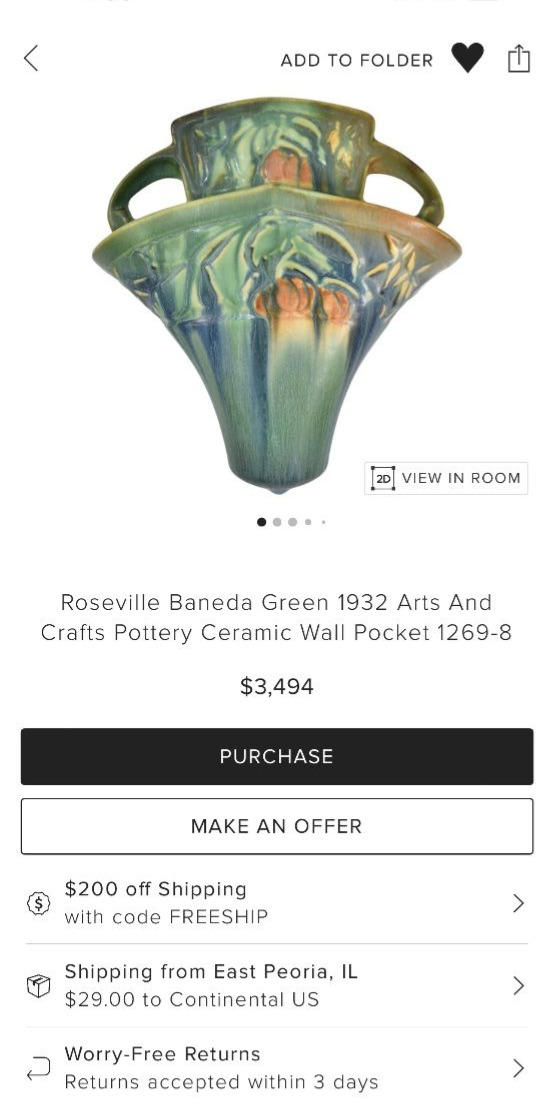 ADD TO FOLDER
2D VIEW IN ROOM
Roseville Baneda Green 1932 Arts And
Crafts Pottery Ceramic Wall Pocket 1269-8
$3,494
PURCHASE
MAKE AN OFFER
$200 off Shipping
with code FREESHIP
Shipping from East Peoria, IL
$29.00 to Continental US
Worry-Free Returns
Returns accepted within 3 days